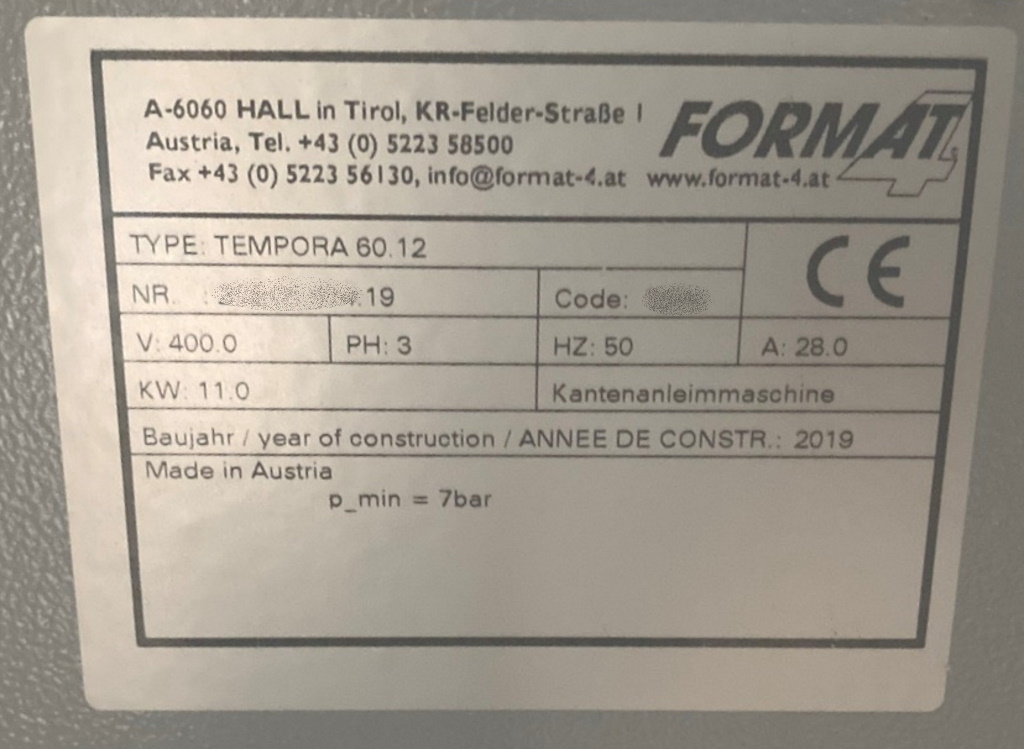 A-6060 HALL in Tirol, KR-Felder-Straße 1
Austria, Tel. +43 (0) 5223 58500
Fax +43 (0) 5223 56130, info@format-4.at www.format-4.at
FORMAT 4
TYPE: TEMPORA 60.12
CE
NR. : .19 Code:
V: 400.0 PH: 3 HZ: 50 A: 28.0
KW: 11.0 Kantenanleimmaschine
Baujahr / year of construction / ANNEE DE CONSTR.: 2019
Made in Austria
p_min = 7bar